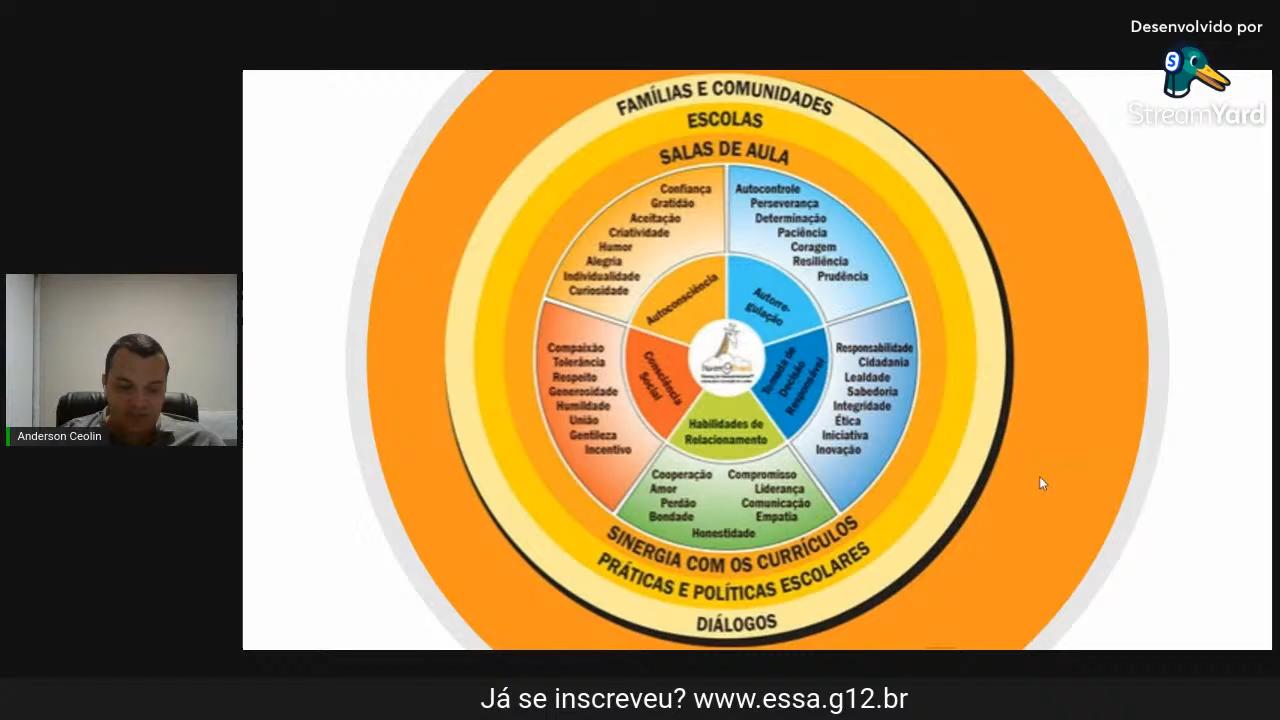 Desenvolvido por
StreamYard
FAMÍLIAS E COMUNIDADES
ESCOLAS
SALAS DE AULA
Confiança
Gratidão
Aceitação
Criatividade
Humor
Alegria
Individualidade
Curiosidade
Autocontrole
Perseverança
Determinação
Paciência
Coragem
Resiliência
Prudência
Autoconsciência
Autorre-
gulação
Compaixão
Tolerância
Respeito
Generosidade
Humildade
União
Gentileza
Incentivo
Consciência
Social
Tomada de
Decisão
Responsável
Responsabilidade
Cidadania
Lealdade
Sabedoria
Integridade
Ética
Iniciativa
Inovação
Habilidades de
Relacionamento
Cooperação
Amor
Perdão
Bondade
Compromisso
Liderança
Comunicação
Empatia
Honestidade
SINERGIA COM OS CURRÍCULOS
PRÁTICAS E POLÍTICAS ESCOLARES
DIÁLOGOS
Anderson Ceolin
Já se inscreveu? www.essa.g12.br